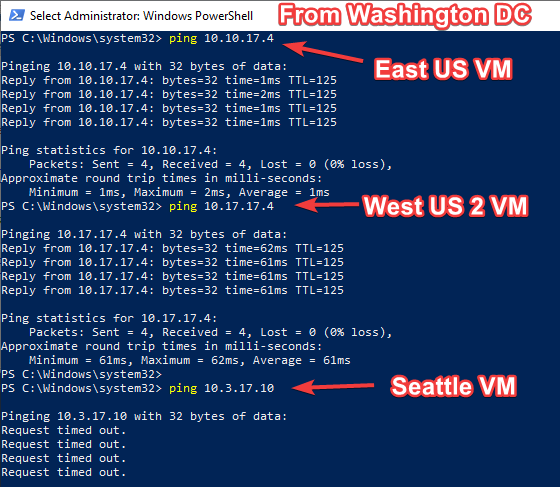 Select Administrator: Windows PowerShell
From Washington DC
PS C:\Windows\system32> ping 10.10.17.4
East US VM
Pinging 10.10.17.4 with 32 bytes of data:
Reply from 10.10.17.4: bytes=32 time=1ms TTL=125
Reply from 10.10.17.4: bytes=32 time=2ms TTL=125
Reply from 10.10.17.4: bytes=32 time=1ms TTL=125
Reply from 10.10.17.4: bytes=32 time=1ms TTL=125
Ping statistics for 10.10.17.4:
Packets: Sent = 4, Received = 4, Lost = 0 (0% loss),
Approximate round trip times in milli-seconds:
Minimum = 1ms, Maximum = 2ms, Average = 1ms
PS C:\Windows\system32> ping 10.17.17.4
West US 2 VM
Pinging 10.17.17.4 with 32 bytes of data:
Reply from 10.17.17.4: bytes=32 time=62ms TTL=125
Reply from 10.17.17.4: bytes=32 time=61ms TTL=125
Reply from 10.17.17.4: bytes=32 time=61ms TTL=125
Reply from 10.17.17.4: bytes=32 time=61ms TTL=125
Ping statistics for 10.17.17.4:
Packets: Sent = 4, Received = 4, Lost = 0 (0% loss),
Approximate round trip times in milli-seconds:
Minimum = 61ms, Maximum = 62ms, Average = 61ms
PS C:\Windows\system32>
PS C:\Windows\system32> ping 10.3.17.10
Seattle VM
Pinging 10.3.17.10 with 32 bytes of data:
Request timed out.
Request timed out.
Request timed out.
Request timed out.